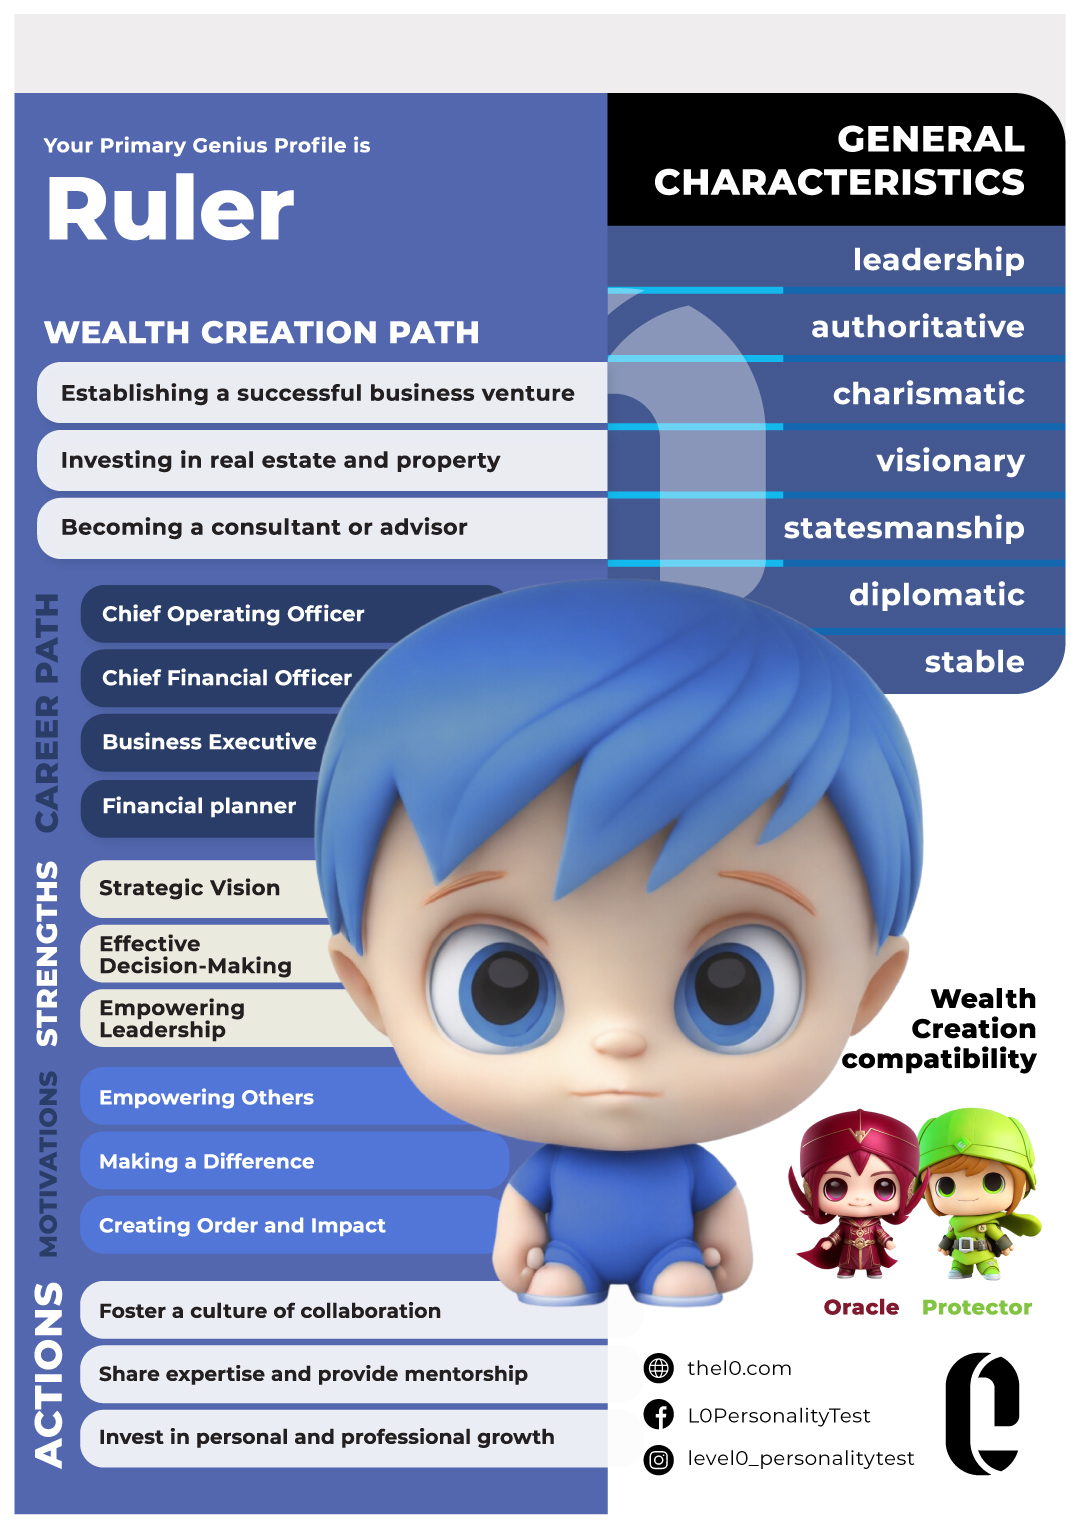 Your Primary Genius Profile is
Ruler
WEALTH CREATION PATH
Establishing a successful business venture
Investing in real estate and property
Becoming a consultant or advisor
CAREER PATH
Chief Operating Officer
Chief Financial Officer
Business Executive
Financial planner
STRENGTHS
Strategic Vision
Effective
Decision-Making
Empowering
Leadership
MOTIVATIONS
Empowering Others
Making a Difference
Creating Order and Impact
ACTIONS
Foster a culture of collaboration
Share expertise and provide mentorship
Invest in personal and professional growth
GENERAL
CHARACTERISTICS
leadership
authoritative
charismatic
visionary
statesmanship
diplomatic
stable
Wealth
Creation
compatibility
Oracle
Protector
thel0.com
L0PersonalityTest
level0_personalitytest